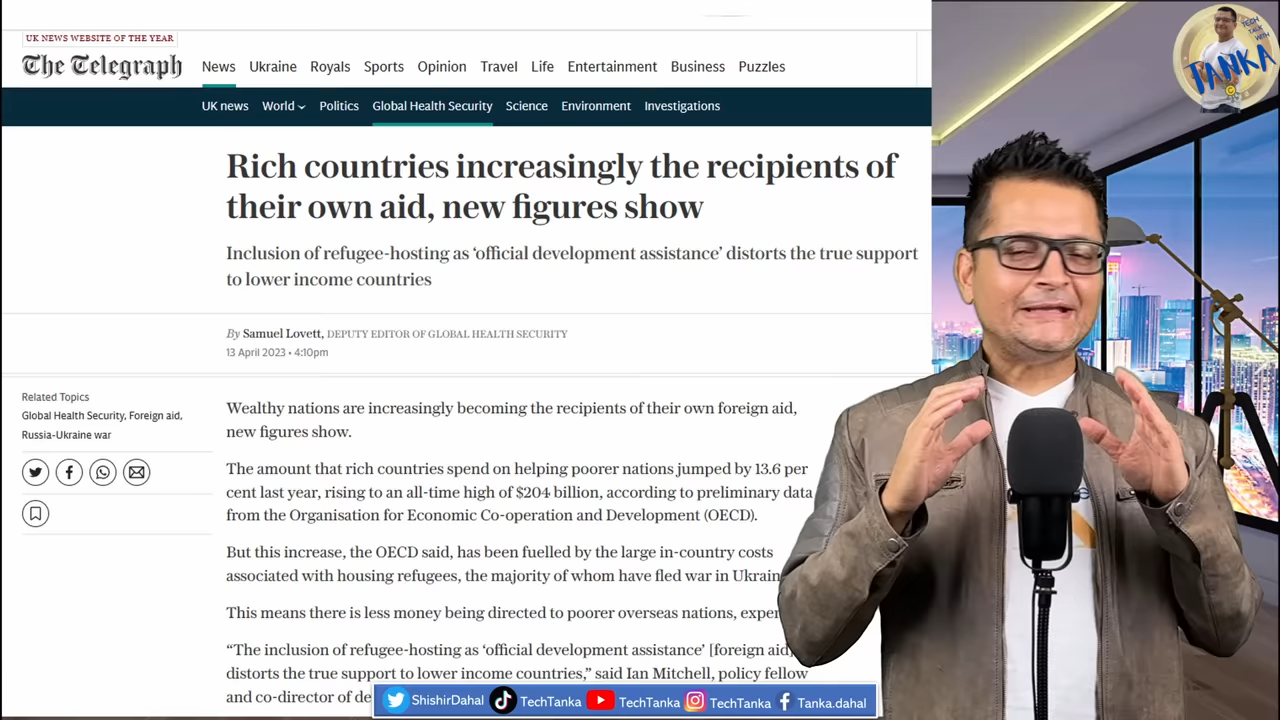 UK NEWS WEBSITE OF THE YEAR
The Telegraph
News Ukraine Royals Sports Opinion Travel Life Entertainment Business Puzzles
UK news World Politics Global Health Security Science Environment Investigations
Rich countries increasingly the recipients of
their own aid, new figures show
Inclusion of refugee-hosting as ‘official development assistance’ distorts the true support
to lower income countries
By Samuel Lovett, DEPUTY EDITOR OF GLOBAL HEALTH SECURITY
13 April 2023 • 4:10pm
Related Topics
Global Health Security, Foreign aid,
Russia-Ukraine war
Wealthy nations are increasingly becoming the recipients of their own foreign aid,
new figures show.
The amount that rich countries spend on helping poorer nations jumped by 13.6 per
cent last year, rising to an all-time high of $204 billion, according to preliminary data
from the Organisation for Economic Co-operation and Development (OECD).
But this increase, the OECD said, has been fuelled by the large in-country costs
associated with housing refugees, the majority of whom have fled war in Ukrain
This means there is less money being directed to poorer overseas nations, exper
“The inclusion of refugee-hosting as ‘official development assistance’ [foreign aid]
distorts the true support to lower income countries,” said Ian Mitchell, policy fellow
and co-director of de
TECH
TALK
WITH
TANKA
ShishirDahal TechTanka TechTanka TechTanka Tanka.dahal